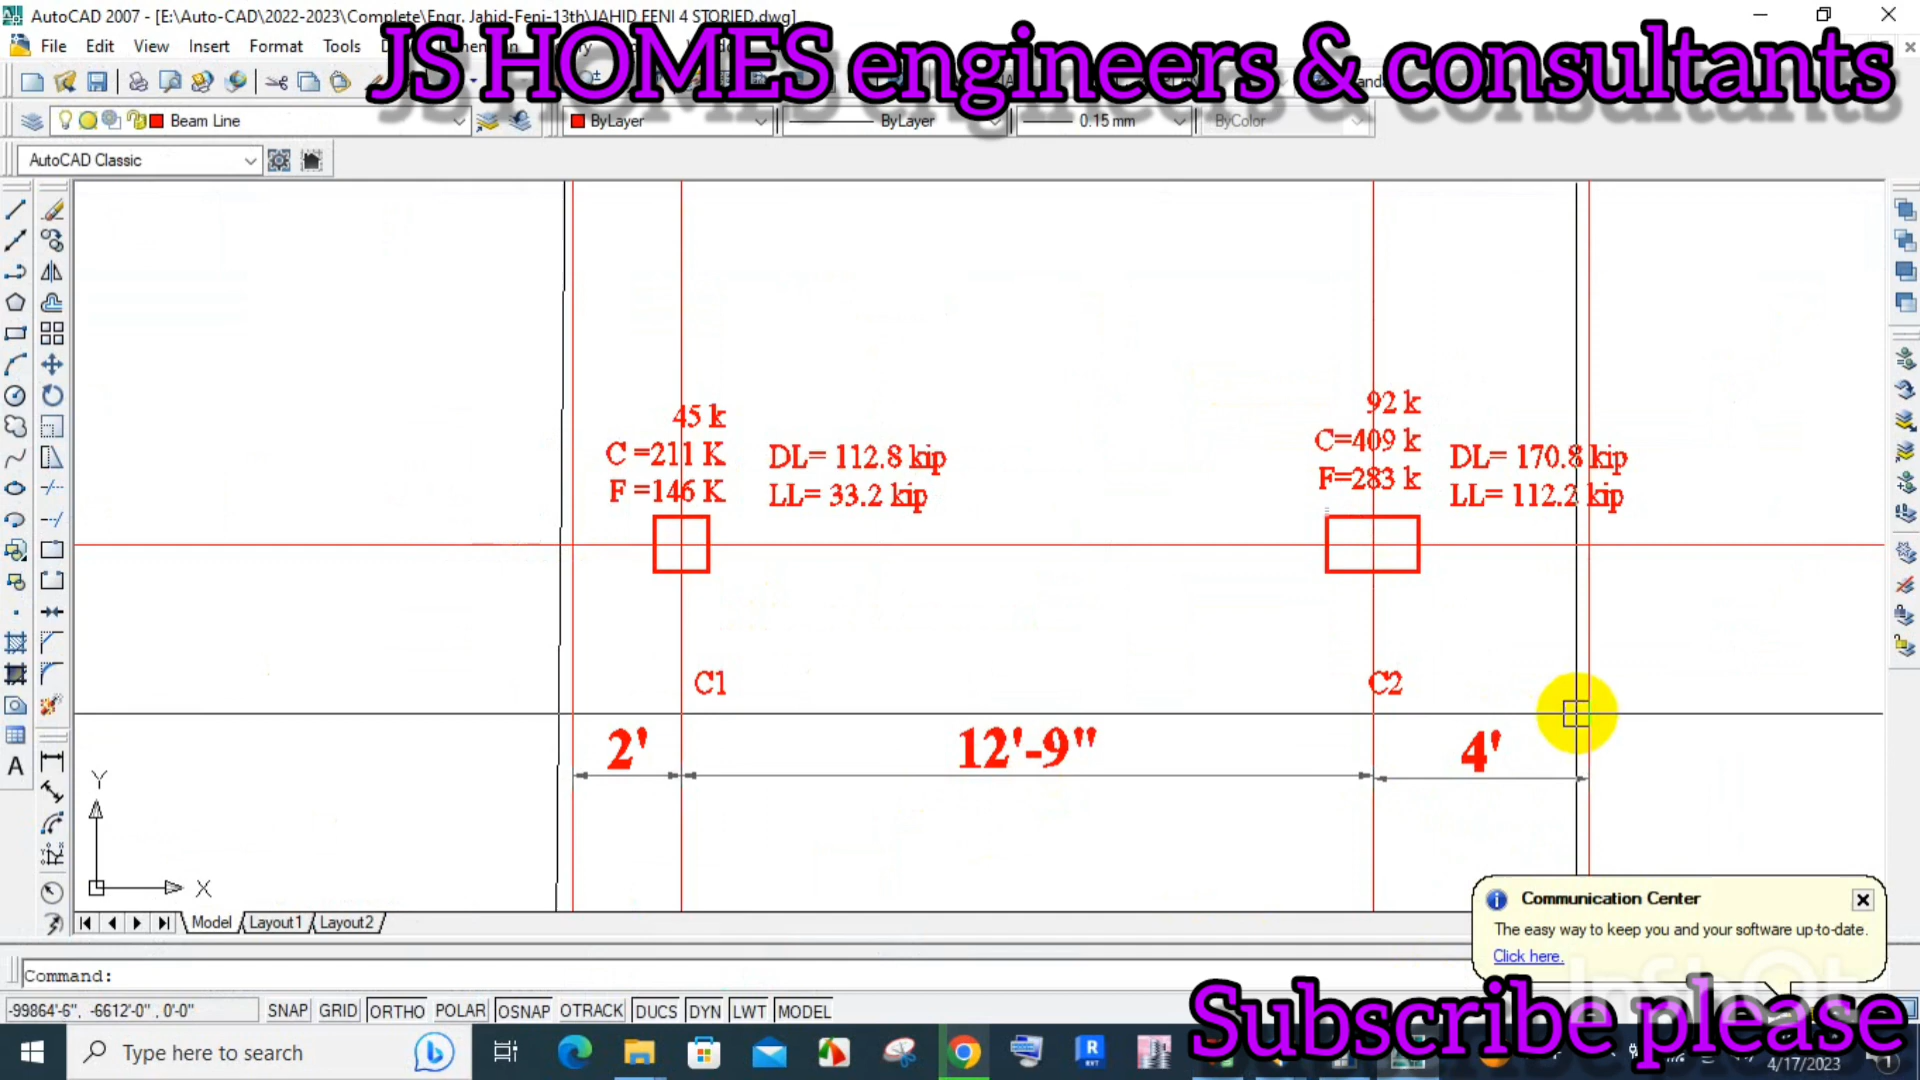 AutoCAD 2007 - [E:\Auto-CAD\2022-2023\Complete\Engr. Jahid-Feni-13th\JAHID FENI 4 STORIED.dwg]
JS HOMES engineers & consultants
File Edit View Insert Format Tools
Beam Line
ByLayer
ByLayer
0.15 mm
ByColor
AutoCAD Classic
45 k
C =211 K
F =146 K
DL= 112.8 kip
LL= 33.2 kip
92 k
C=409 k
F=283 k
DL= 170.8 kip
LL= 112.2 kip
C1
C2
2'
12'-9"
4'
Y
X
A
Model Layout1 Layout2
Communication Center
The easy way to keep you and your software up-to-date.
Click here.
Command:
-99864'-6", -6612'-0" , 0'-0"
SNAP GRID ORTHO POLAR OSNAP OTRACK DUCS DYN LWT MODEL
Subscribe please
Type here to search
4/17/2023